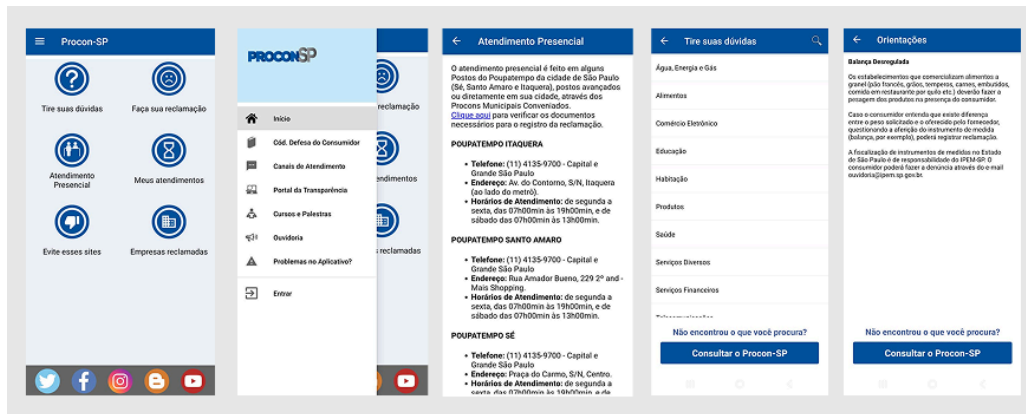 Procon-SP
Tire suas dúvidas
Faça sua reclamação
Atendimento
Presencial
Meus atendimentos
Evite esses sites
Empresas reclamadas
PROCONSP
Início
Cód. Defesa do Consumidor
Canais de Atendimento
Portal da Transparência
Cursos e Palestras
Ouvidoria
Problemas no Aplicativo?
Entrar
reclamação
endimentos
reclamadas
Atendimento Presencial
O atendimento presencial é feito em alguns
Postos do Poupatempo da cidade de São Paulo
(Sé, Santo Amaro e Itaquera), postos avançados
ou diretamente em sua cidade, através dos
Procons Municipais Conveniados.
Clique aqui para verificar os documentos
necessários para o registro da reclamação.
POUPATEMPO ITAQUERA
• Telefone: (11) 4135-9700 - Capital e
Grande São Paulo
• Endereço: Av. do Contorno, S/N, Itaquera
(ao lado do metrô).
• Horários de Atendimento: de segunda a
sexta, das 07h00min às 19h00min, e de
sábado das 07h00min às 13h00min.
POUPATEMPO SANTO AMARO
• Telefone: (11) 4135-9700 - Capital e
Grande São Paulo
• Endereço: Rua Amador Bueno, 229 2º and -
Mais Shopping.
• Horários de Atendimento: de segunda a
sexta, das 07h00min às 19h00min, e de
sábado das 07h00min às 13h00min.
POUPATEMPO SÉ
• Telefone: (11) 4135-9700 - Capital e
Grande São Paulo
• Endereço: Praça do Carmo, S/N, Centro.
• Horários de Atendimento: de segunda a
sexta, das 07h00min às 19h00min, e de
Tire suas dúvidas
Água, Energia e Gás
Alimentos
Comércio Eletrônico
Educação
Habitação
Produtos
Saúde
Serviços Diversos
Serviços Financeiros
Telecomunicações
Não encontrou o que você procura?
Consultar o Procon-SP
Orientações
Balança Desregulada
Os estabelecimentos que comercializam alimentos a
granel (pão francês, grãos, temperos, carnes, embutidos,
comida em restaurante por quilo etc.) deverão fazer a
pesagem dos produtos na presença do consumidor.
Caso o consumidor entenda que existe diferença
entre o peso solicitado e o oferecido pelo fornecedor,
questionando a aferição do instrumento de medida
(balança, por exemplo), poderá registrar reclamação.
A fiscalização de instrumentos de medidas no Estado
de São Paulo é de responsabilidade do IPEM-SP. O
consumidor poderá fazer a denúncia através do e-mail
ouvidoria@ipem.sp.gov.br.
Não encontrou o que você procura?
Consultar o Procon-SP